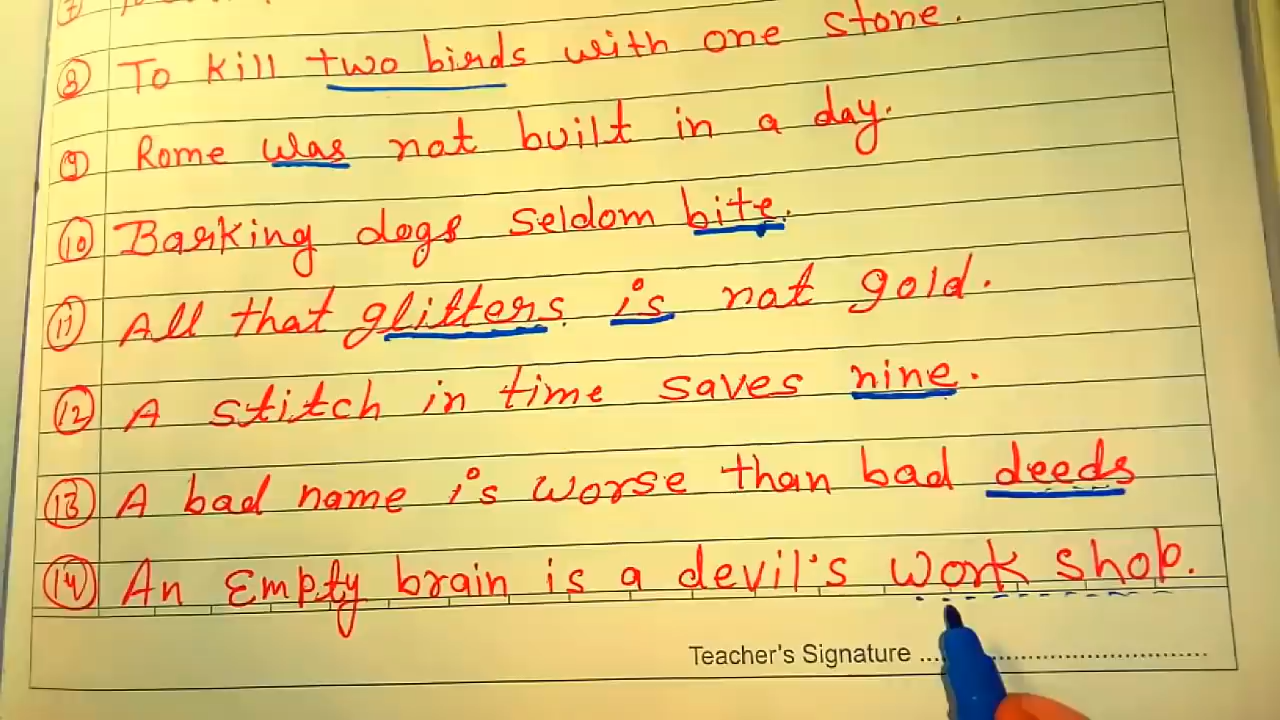 ⑧ To kill two birds with one stone.
⑨ Rome was not built in a day.
⑩ Barking dogs seldom bite.
⑪ All that glitters is not gold.
⑫ A stitch in time saves nine.
⑬ A bad name is worse than bad deeds
⑭ An Empty brain is a devil's work shop.
Teacher's Signature ........................................